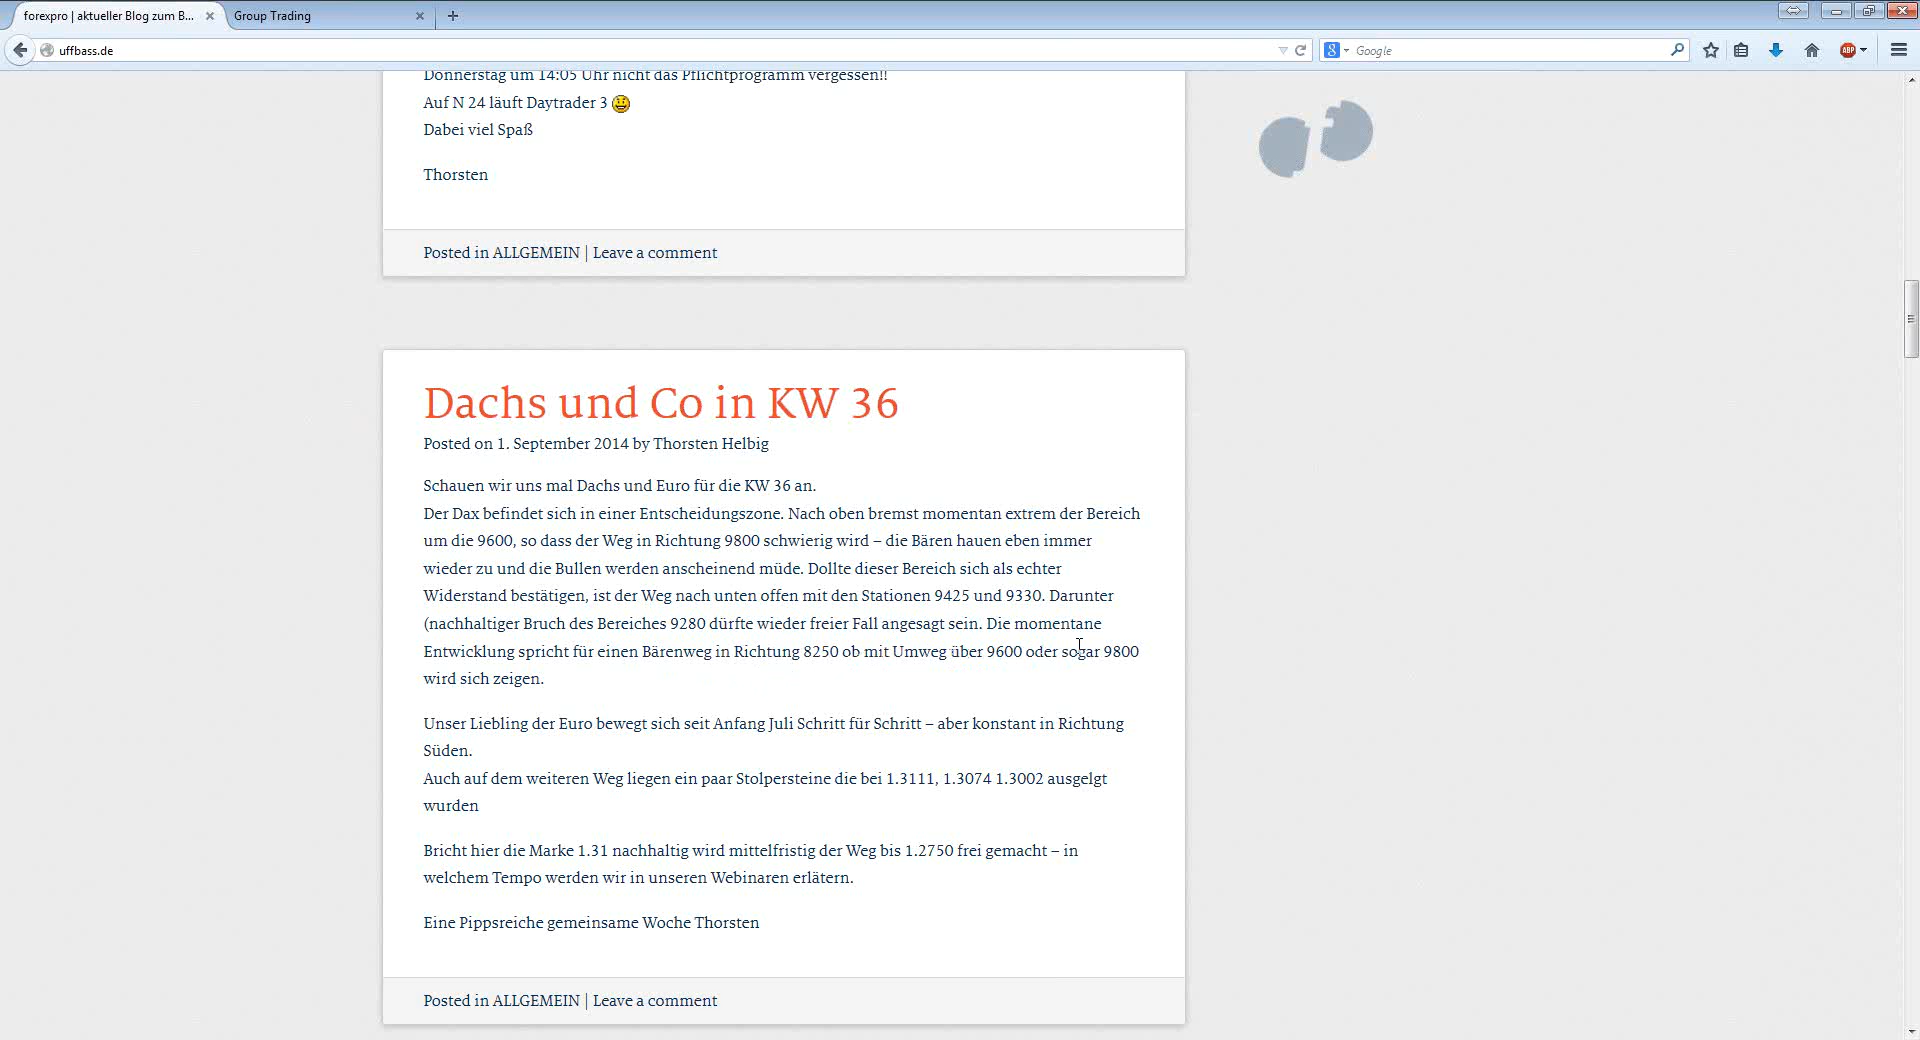 forexpro | aktueller Blog zum B...
Group Trading
uffbass.de
Google
ABP
Donnerstag um 14:05 Uhr nicht das Pflichtprogramm vergessen!!
Auf N 24 läuft Daytrader 3
Dabei viel Spaß
Thorsten
Posted in ALLGEMEIN | Leave a comment
Dachs und Co in KW 36
Posted on 1. September 2014 by Thorsten Helbig
Schauen wir uns mal Dachs und Euro für die KW 36 an.
Der Dax befindet sich in einer Entscheidungszone. Nach oben bremst momentan extrem der Bereich
um die 9600, so dass der Weg in Richtung 9800 schwierig wird – die Bären hauen eben immer
wieder zu und die Bullen werden anscheinend müde. Dollte dieser Bereich sich als echter
Widerstand bestätigen, ist der Weg nach unten offen mit den Stationen 9425 und 9330. Darunter
(nachhaltiger Bruch des Bereiches 9280 dürfte wieder freier Fall angesagt sein. Die momentane
Entwicklung spricht für einen Bärenweg in Richtung 8250 ob mit Umweg über 9600 oder sogar 9800
wird sich zeigen.
Unser Liebling der Euro bewegt sich seit Anfang Juli Schritt für Schritt – aber konstant in Richtung
Süden.
Auch auf dem weiteren Weg liegen ein paar Stolpersteine die bei 1.3111, 1.3074 1.3002 ausgelgt
wurden
Bricht hier die Marke 1.31 nachhaltig wird mittelfristig der Weg bis 1.2750 frei gemacht – in
welchem Tempo werden wir in unseren Webinaren erlätern.
Eine Pippsreiche gemeinsame Woche Thorsten
Posted in ALLGEMEIN | Leave a comment